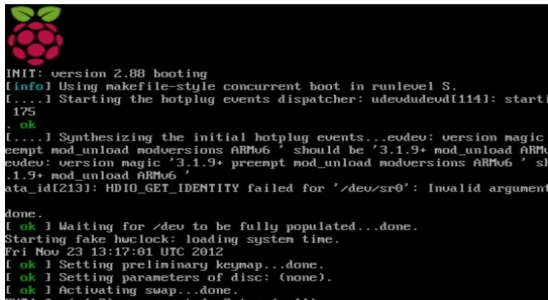 INIT: version 2.88 booting
[info] Using makefile-style concurrent boot in runlevel S.
[....] Starting the hotplug events dispatcher: udevdudevd[114]: starti
175
. ok
[....] Synthesizing the initial hotplug events...evdev: version magic
eempt mod_unload modversions ARMv6 ' should be '3.1.9+ mod_unload ARMv
evdev: version magic '3.1.9+ preempt mod_unload modversions ARMv6 ' sh
.1.9+ mod_unload ARMv6 '
ata_id[213]: HDIO_GET_IDENTITY failed for '/dev/sr0': Invalid argument
done.
[ ok ] Waiting for /dev to be fully populated...done.
Starting fake hwclock: loading system time.
Fri Nov 23 13:17:01 UTC 2012
[ ok ] Setting preliminary keymap...done.
[ ok ] Setting parameters of disc: (none).
[ ok ] Activating swap...done.